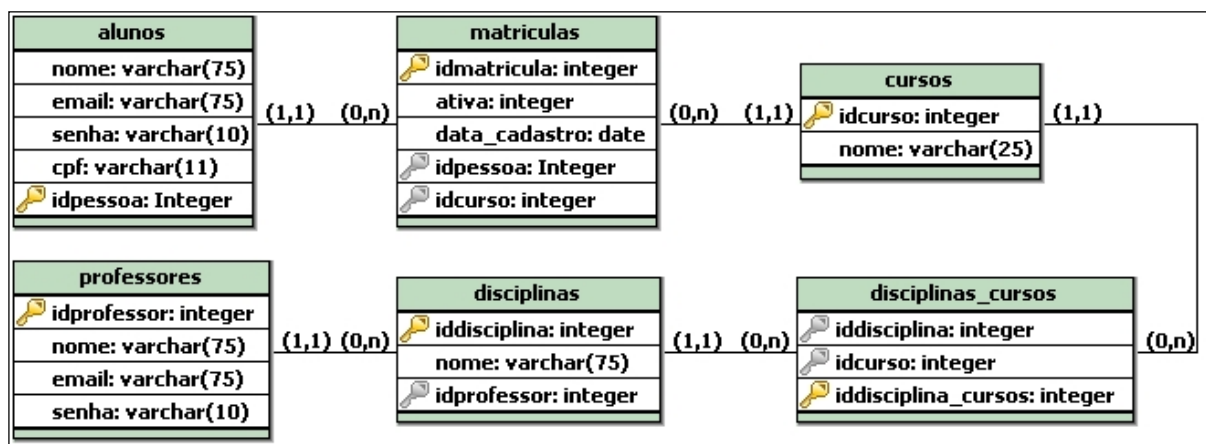 alunos
nome: varchar(75)
email: varchar(75)
senha: varchar(10)
cpf: varchar(11)
idpessoa: Integer
(1,1) (0,n)
matriculas
idmatricula: integer
ativa: integer
data_cadastro: date
idpessoa: Integer
idcurso: integer
(0,n) (1,1)
cursos
idcurso: integer
nome: varchar(25)
(1,1)
professores
idprofessor: integer
nome: varchar(75)
email: varchar(75)
senha: varchar(10)
(1,1) (0,n)
disciplinas
iddisciplina: integer
nome: varchar(75)
idprofessor: integer
(1,1) (0,n)
disciplinas_cursos
iddisciplina: integer
idcurso: integer
iddisciplina_cursos: integer
(0,n)